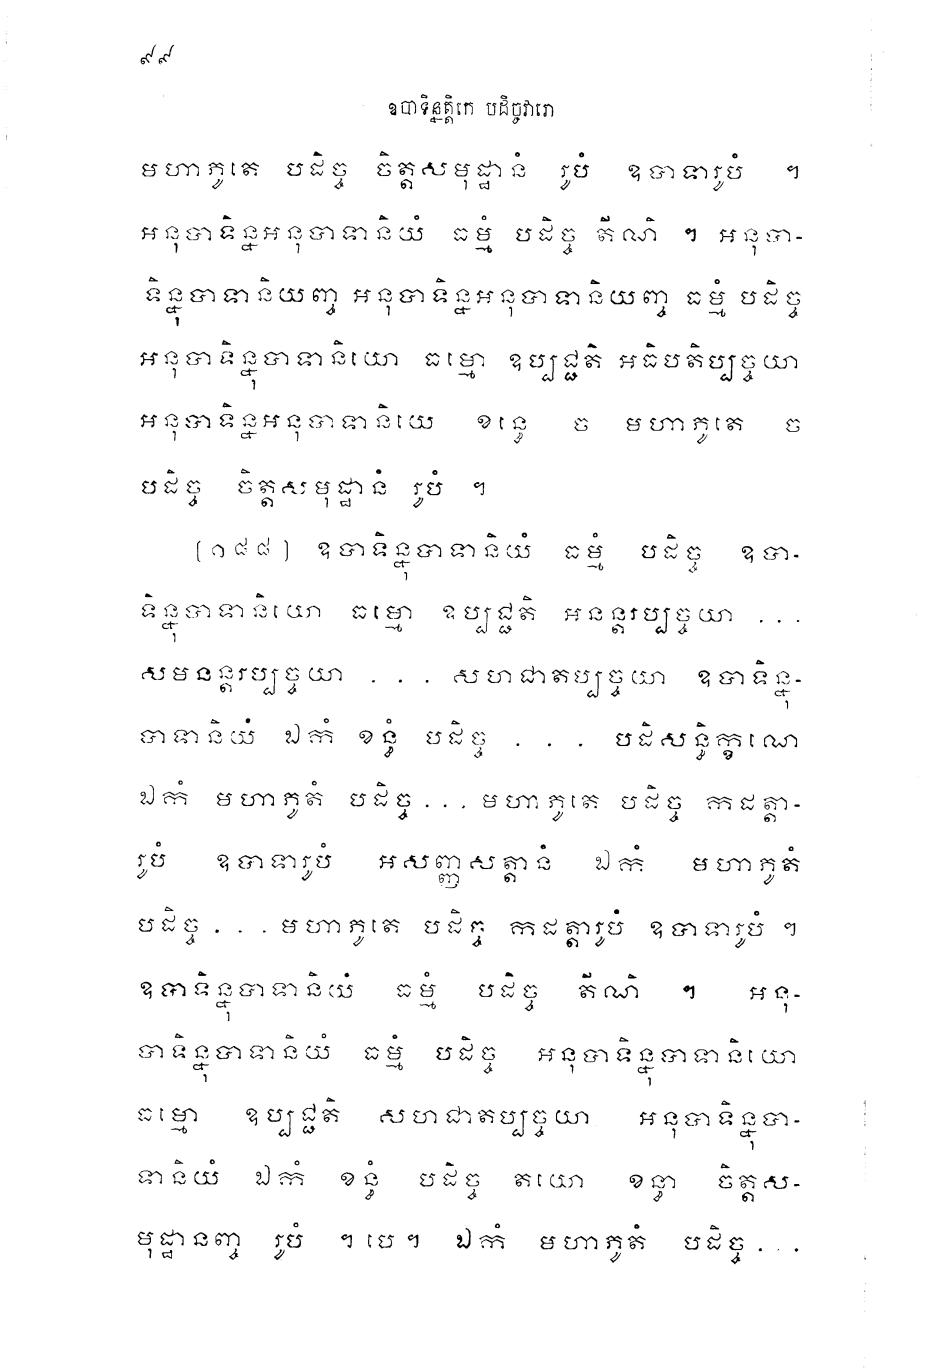 ៩៩
ឧបាទិន្នត្តិកេ បដិច្ចវារោ
មហាភូតេ បដិច្ច ចិត្តសមុដ្ឋានំ រូបំ ឧបាទារូបំ ។
អនុបាទិន្នអនុបាទានិយំ ធម្មំ បដិច្ច តីណិ ។ អនុបា-
ទិន្នុបាទានិយញ្ច អនុបាទិន្នអនុបាទានិយញ្ច ធម្មំ បដិច្ច
អនុបាទិន្នុបាទានិយោ ធម្មោ ឧប្បជ្ជតិ អធិបតិប្បច្ចយា
អនុបាទិន្នអនុបាទានិយេ ខន្ធេ ច មហាភូតេ ច
បដិច្ច ចិត្តសមុដ្ឋានំ រូបំ ។
(១៨៨) ឧបាទិន្នុបាទានិយំ ធម្មំ បដិច្ច ឧបា-
ទិន្នុបាទានិយោ ធម្មោ ឧប្បជ្ជតិ អនន្តរប្បច្ចយា ...
សមនន្តរប្បច្ចយា ... សហជាតប្បច្ចយា ឧបាទិន្នុ-
បាទានិយំ ឯកំ ខន្ធំ បដិច្ច ... បដិសន្ធិក្ខណេ
ឯកំ មហាភូតំ បដិច្ច ... មហាភូតេ បដិច្ច កដត្តា-
រូបំ ឧបាទារូបំ អសញ្ញសត្តានំ ឯកំ មហាភូតំ
បដិច្ច ... មហាភូតេ បដិច្ច កដត្តារូបំ ឧបាទារូបំ ។
ឧបាទិន្នុបាទានិយំ ធម្មំ បដិច្ច តីណិ ។ អនុ-
បាទិន្នុបាទានិយំ ធម្មំ បដិច្ច អនុបាទិន្នុបាទានិយោ
ធម្មោ ឧប្បជ្ជតិ សហជាតប្បច្ចយា អនុបាទិន្នុបា-
ទានិយំ ឯកំ ខន្ធំ បដិច្ច តយោ ខន្ធា ចិត្តស-
មុដ្ឋានញ្ច រូបំ ។ បេ។ ឯកំ មហាភូតំ បដិច្ច ...